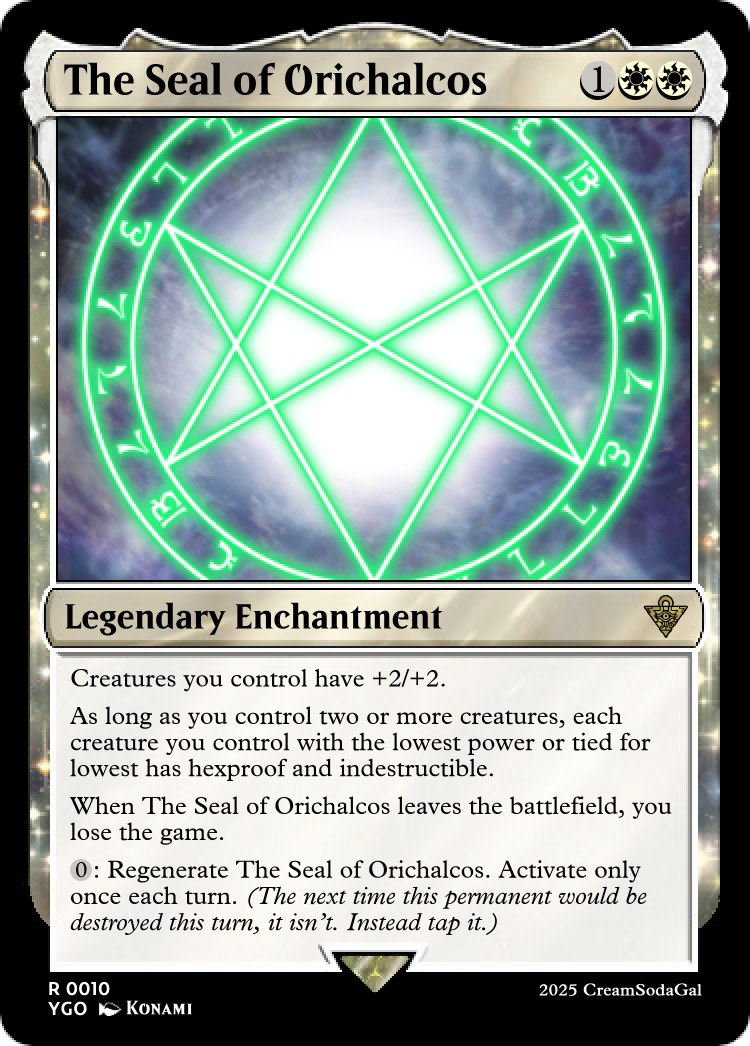 The Seal of Orichalcos 1
Legendary Enchantment
Creatures you control have +2/+2.
As long as you control two or more creatures, each
creature you control with the lowest power or tied for
lowest has hexproof and indestructible.
When The Seal of Orichalcos leaves the battlefield, you
lose the game.
0: Regenerate The Seal of Orichalcos. Activate only
once each turn. (The next time this permanent would be
destroyed this turn, it isn't. Instead tap it.)
R 0010
YGO KONAMI
2025 CreamSodaGal